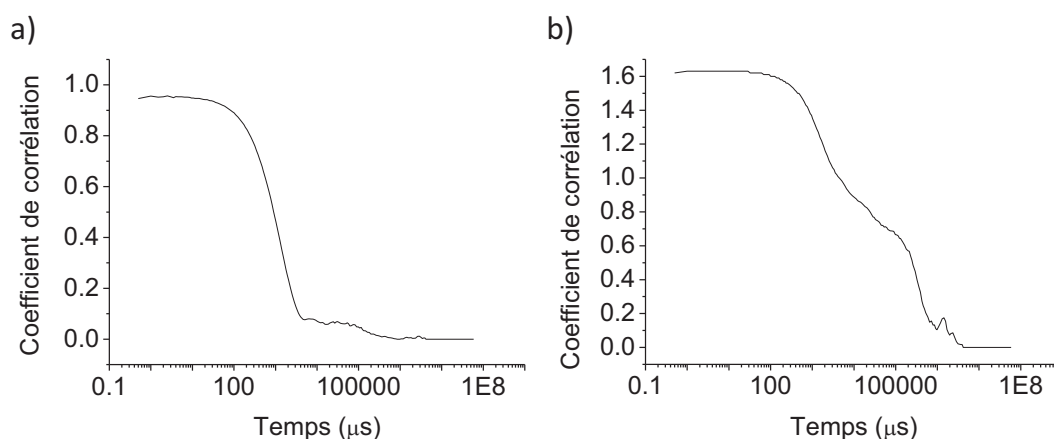 a)
Coefficient de corrélation
1.0
0.8
0.6
0.4
0.2
0.0
0.1
100
100000
1E8
Temps (µs)
b)
Coefficient de corrélation
1.6
1.4
1.2
1.0
0.8
0.6
0.4
0.2
0.0
0.1
100
100000
1E8
Temps (µs)